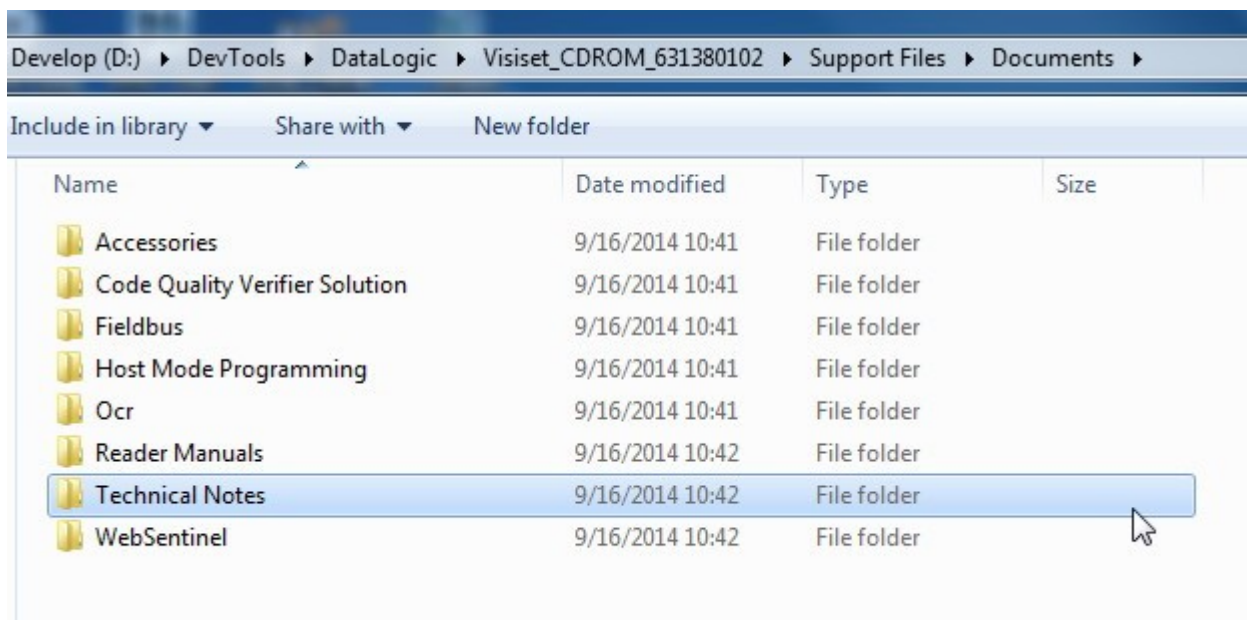 Develop (D:) ▸ DevTools ▸ DataLogic ▸ Visiset_CDROM_631380102 ▸ Support Files ▸ Documents ▸
Include in library ▾ Share with ▾ New folder
Name Date modified Type Size
Accessories 9/16/2014 10:41 File folder
Code Quality Verifier Solution 9/16/2014 10:41 File folder
Fieldbus 9/16/2014 10:41 File folder
Host Mode Programming 9/16/2014 10:41 File folder
Ocr 9/16/2014 10:41 File folder
Reader Manuals 9/16/2014 10:42 File folder
Technical Notes 9/16/2014 10:42 File folder
WebSentinel 9/16/2014 10:42 File folder